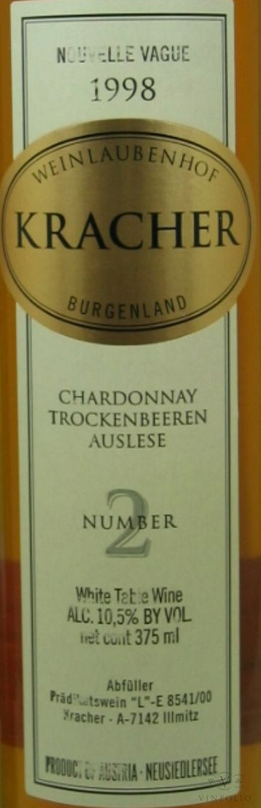 NOUVELLE VAGUE
1998
WEINLAUBENHOF
KRACHER
BURGENLAND
CHARDONNAY
TROCKENBEEREN
AUSLESE
2
NUMBER
White Table Wine
ALC. 10,5% BY VOL.
net cont 375 ml
Abfüller
Prädikatswein "L"-E 8541/00
Kracher - A-7142 Illmitz
PRODUCT OF AUSTRIA - NEUSIEDLERSEE